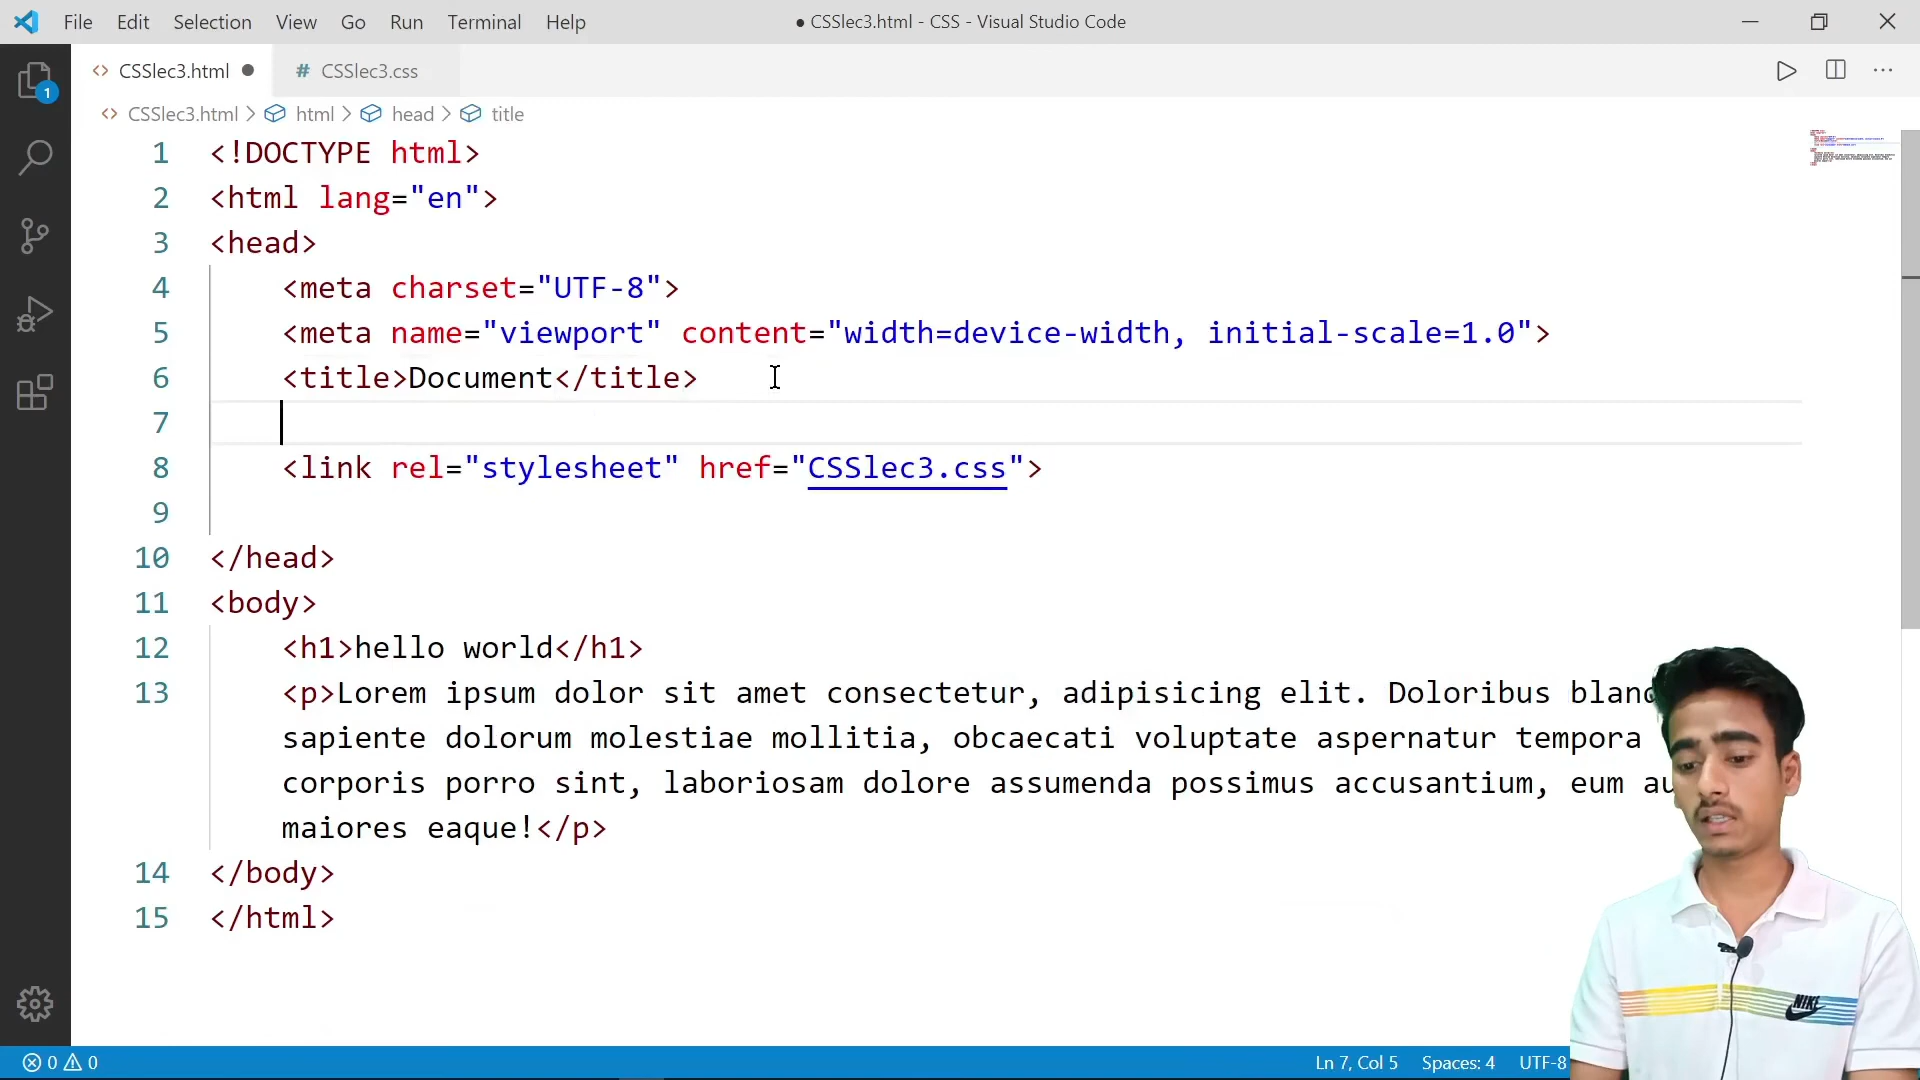 File Edit Selection View Go Run Terminal Help
● CSSlec3.html - CSS - Visual Studio Code
CSSlec3.html ●
# CSSlec3.css
1
CSSlec3.html > html > head > title
1 <!DOCTYPE html>
2 <html lang="en">
3 <head>
4 <meta charset="UTF-8">
5 <meta name="viewport" content="width=device-width, initial-scale=1.0">
6 <title>Document</title>
7
8 <link rel="stylesheet" href="CSSlec3.css">
9
10 </head>
11 <body>
12 <h1>hello world</h1>
13 <p>Lorem ipsum dolor sit amet consectetur, adipisicing elit. Doloribus
sapiente dolorum molestiae mollitia, obcaecati voluptate aspernatur tempora
corporis porro sint, laboriosam dolore assumenda possimus accusantium, eum
maiores eaque!</p>
14 </body>
15 </html>
NIKE
0 0
Ln 7, Col 5 Spaces: 4 UTF-8